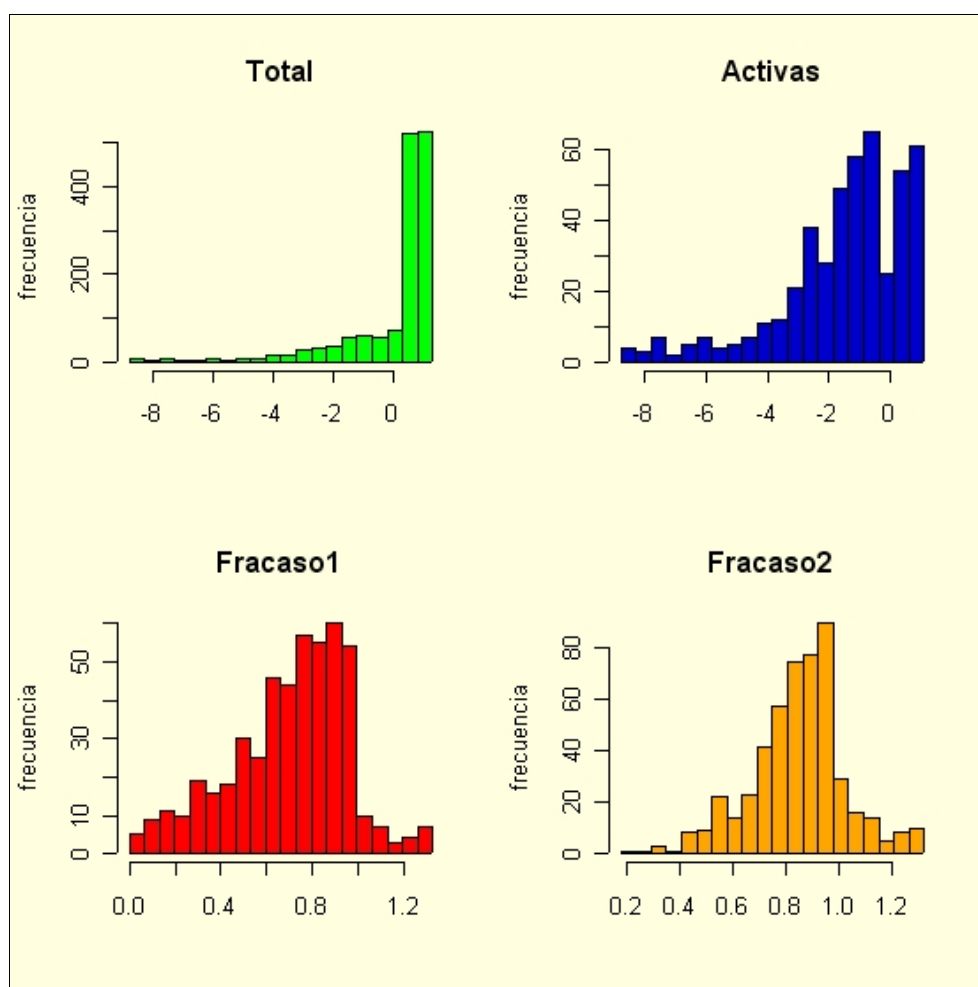 Total
frecuencia
0 200 400
-8 -6 -4 -2 0
Activas
frecuencia
0 20 40 60
-8 -6 -4 -2 0
Fracaso1
frecuencia
0 10 30 50
0.0 0.4 0.8 1.2
Fracaso2
frecuencia
0 20 40 60 80
0.2 0.4 0.6 0.8 1.0 1.2